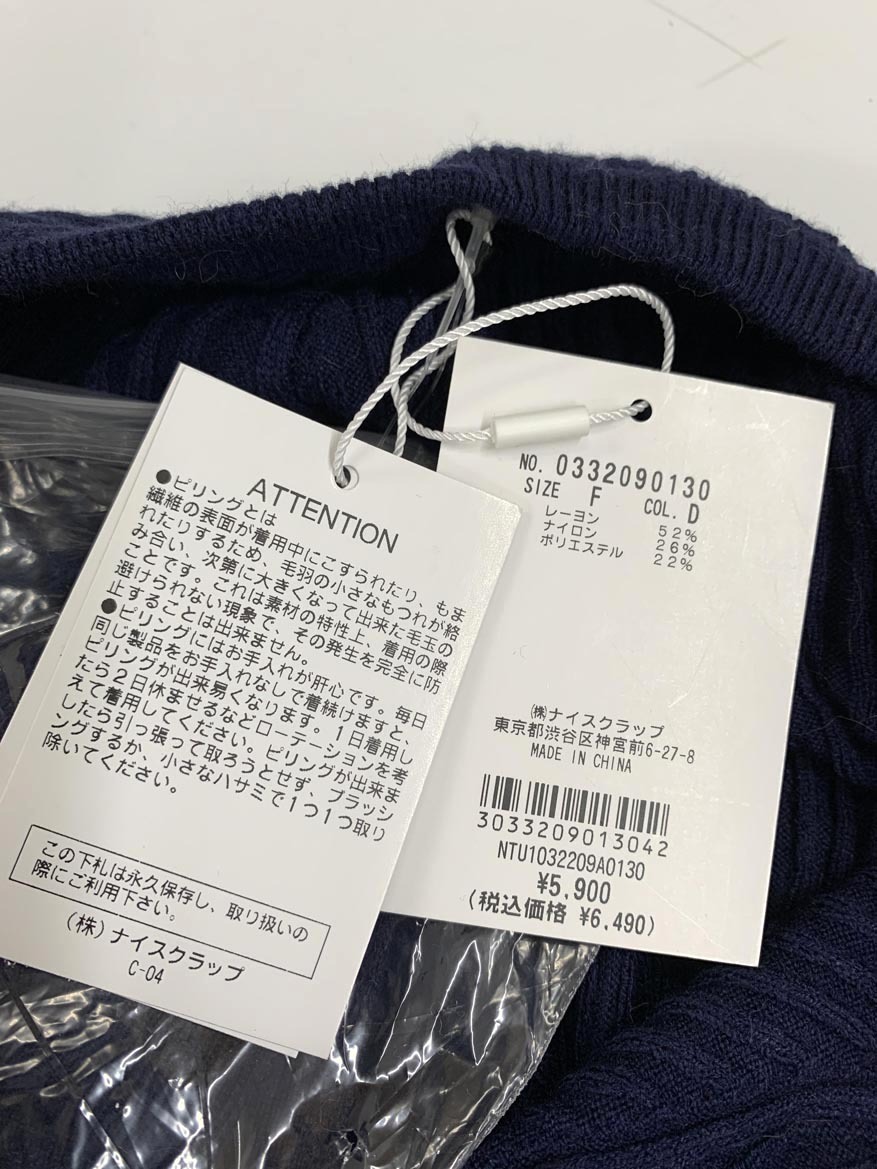 ATTENTION
●ピリングとは
繊維の表面が着用中にこすられたり、もま
れたりするため、毛羽の小さなもつれが絡
み合い、次第に大きくなって出来た毛玉の
ことです。これは素材の特性上、着用の際
避けられない現象で、その発生を完全に防
止することは出来ません。
●ピリングにはお手入れが肝心です。毎日
同じ製品をお手入れなしで着続けますと、
ピリングが出来易くなります。1日着用し
たら2日休ませるなどローテーションを考
えて着用してください。ピリングが出来ま
したら引っ張って取ろうとせず、ブラッシ
ングするか、小さなハサミで1つ1つ取り
除いてください。
この下札は永久保存し、取り扱いの
際にご利用下さい。
(株)ナイスクラップ
C-04
NO. 0332090130
SIZE F COL. D
レーヨン 52%
ナイロン 26%
ポリエステル 22%
㈱ナイスクラップ
東京都渋谷区神宮前6-27-8
MADE IN CHINA
3033209013042
NTU1032209A0130
¥5,900
(税込価格 ¥6,490)